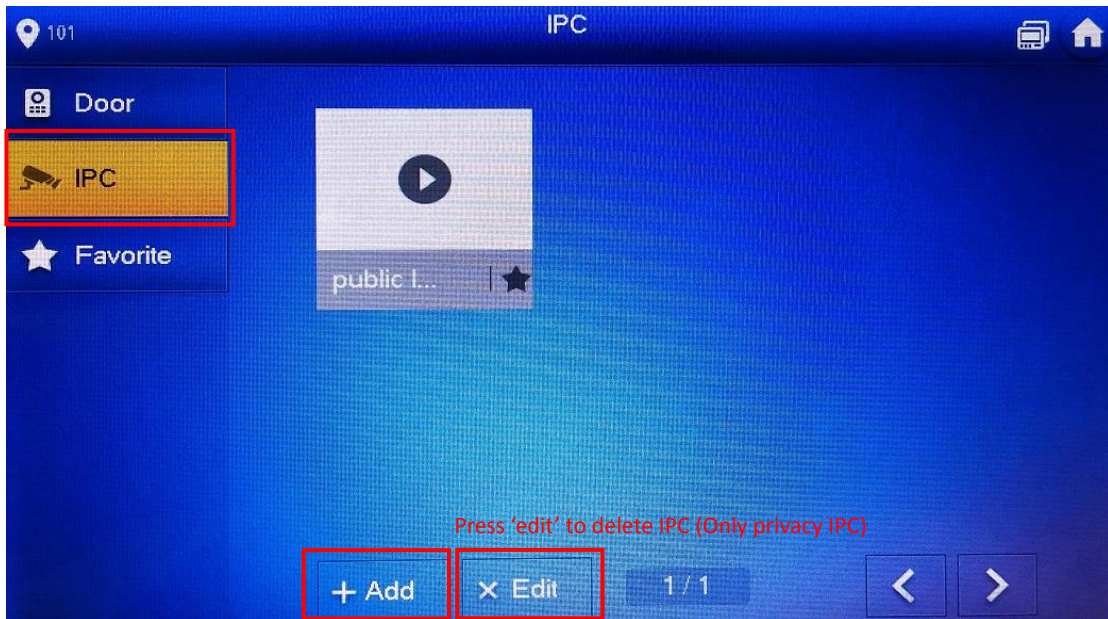 101
IPC
Door
IPC
Favorite
public l...
Press ‘edit’ to delete IPC (Only privacy IPC)
+ Add
× Edit
1 / 1